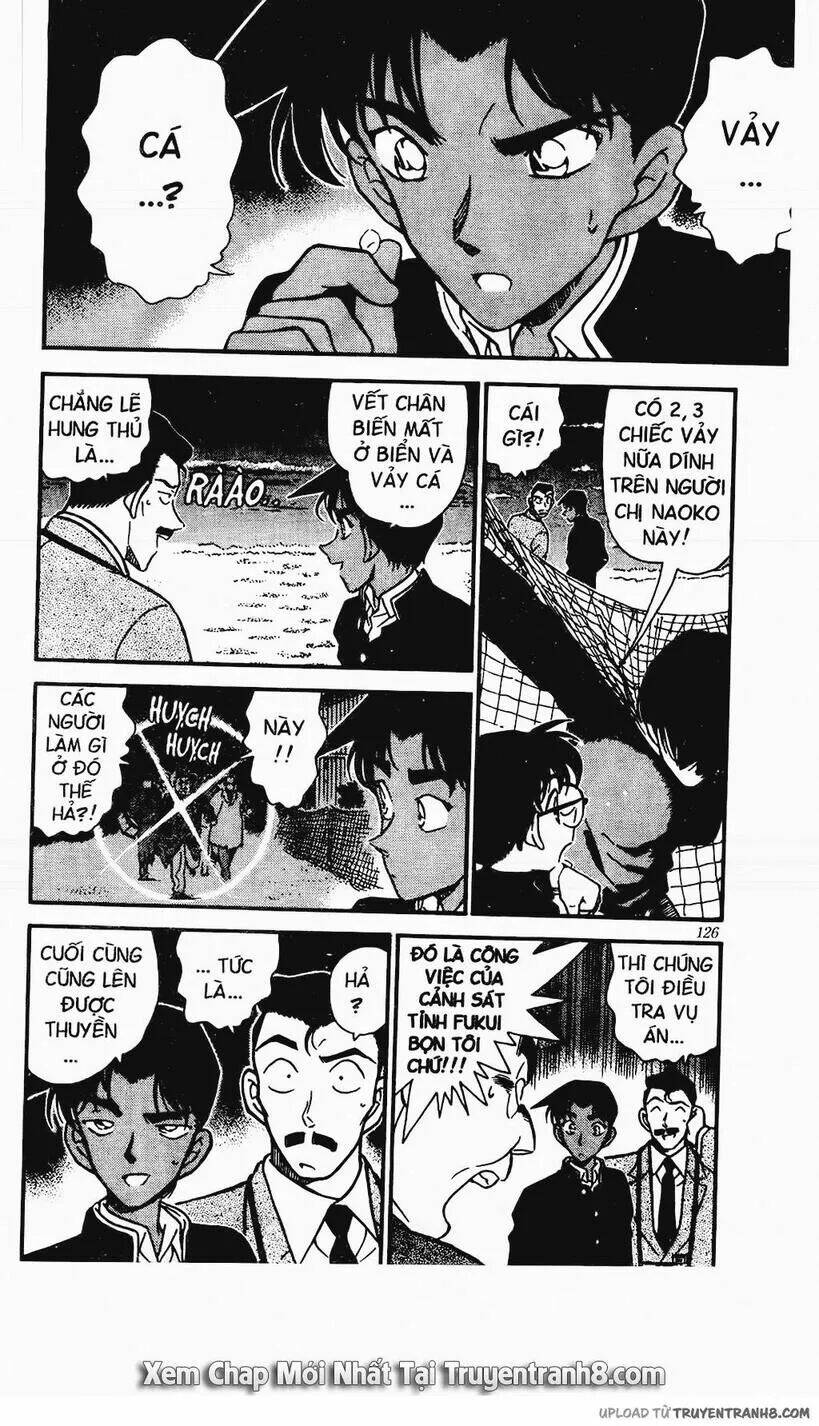 VẢY
...
CÁ
...?
CÓ 2, 3
CHIẾC VẢY
NỮA DÍNH
TRÊN NGƯỜI
CHỊ NAOKO
NÀY!
CÁI
GÌ?!
VẾT CHÂN
BIẾN MẤT
Ở BIỂN VÀ
VẢY CÁ
...
RÀÀO...
CHẲNG LẼ
HUNG THỦ
LÀ...
NÀY
!!
HUỴCH
HUỴCH
CÁC
NGƯỜI
LÀM GÌ
Ở ĐÓ
THẾ
HẢ?!
126
THÌ CHÚNG
TÔI ĐIỀU
TRA VỤ
ÁN...
ĐÓ LÀ CÔNG
VIỆC CỦA
CẢNH SÁT
TỈNH FUKUI
BỌN TÔI
CHỨ!!!
HẢ
?
... TỨC
LÀ...
CUỐI CÙNG
CŨNG LÊN
ĐƯỢC
THUYỀN
...
Xem Chap Mới Nhất Tại Truyentranh8.com
UPLOAD TỪ TRUYENTRANH8.COM